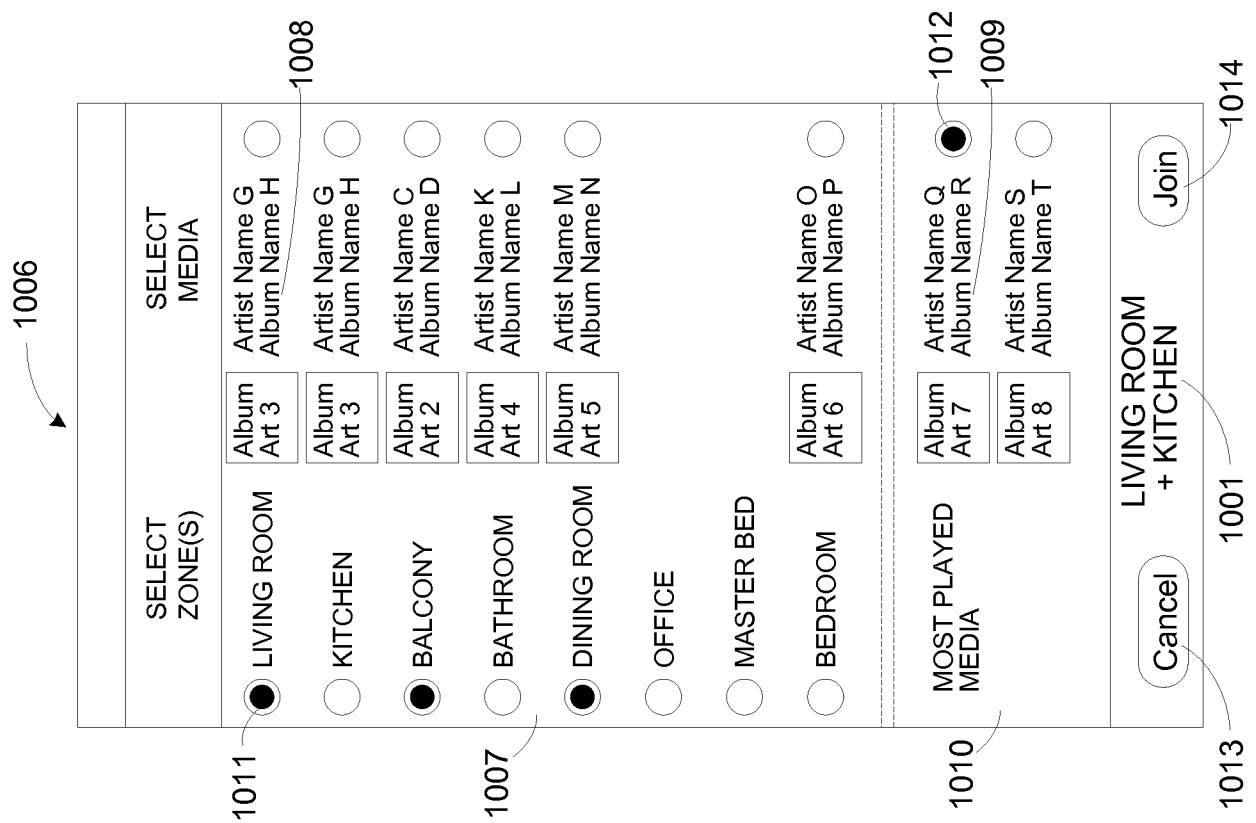 1006
SELECT
ZONE(S)
SELECT
MEDIA
LIVING ROOM
Album
Art 3
Artist Name G
Album Name H
KITCHEN
Album
Art 3
Artist Name G
Album Name H
BALCONY
Album
Art 2
Artist Name C
Album Name D
BATHROOM
Album
Art 4
Artist Name K
Album Name L
DINING ROOM
Album
Art 5
Artist Name M
Album Name N
OFFICE
MASTER BED
BEDROOM
Album
Art 6
Artist Name O
Album Name P
MOST PLAYED
MEDIA
Album
Art 7
Artist Name Q
Album Name R
Album
Art 8
Artist Name S
Album Name T
Cancel
LIVING ROOM
+ KITCHEN
Join
1011
1007
1010
1013
1001
1008
1012
1009
1014